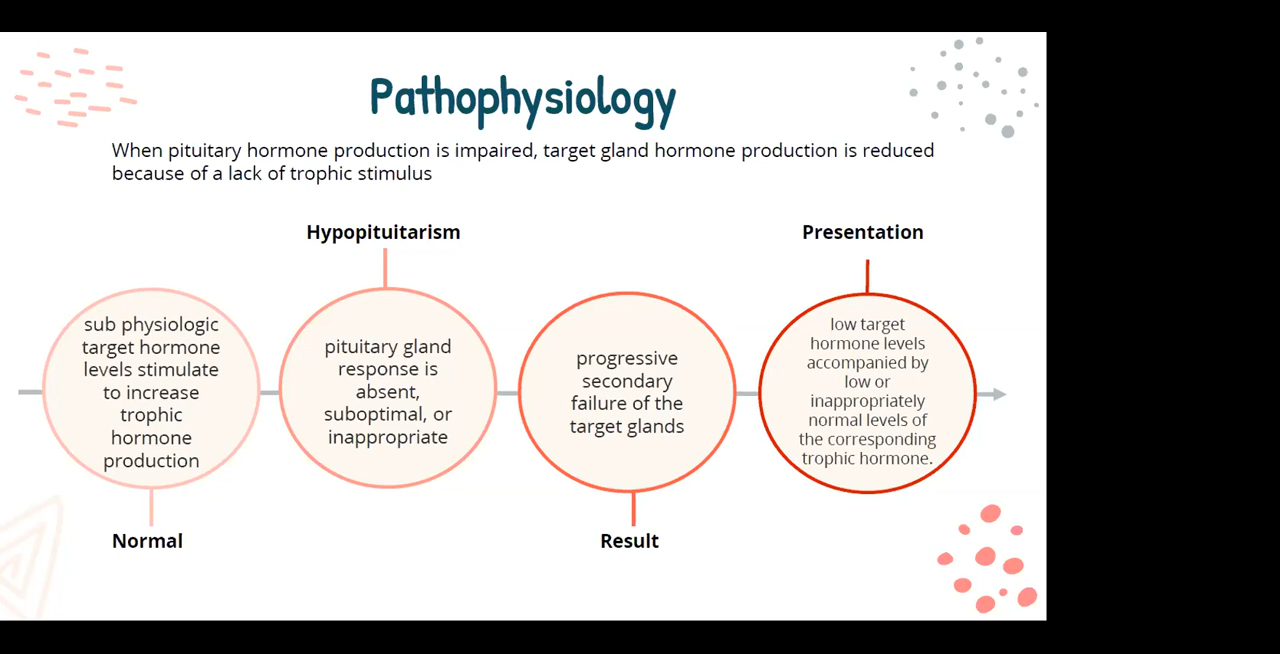 Pathophysiology
When pituitary hormone production is impaired, target gland hormone production is reduced
because of a lack of trophic stimulus
Hypopituitarism
Presentation
sub physiologic
target hormone
levels stimulate
to increase
trophic
hormone
production
pituitary gland
response is
absent,
suboptimal, or
inappropriate
progressive
secondary
failure of the
target glands
low target
hormone levels
accompanied by
low or
inappropriately
normal levels of
the corresponding
trophic hormone.
Normal
Result